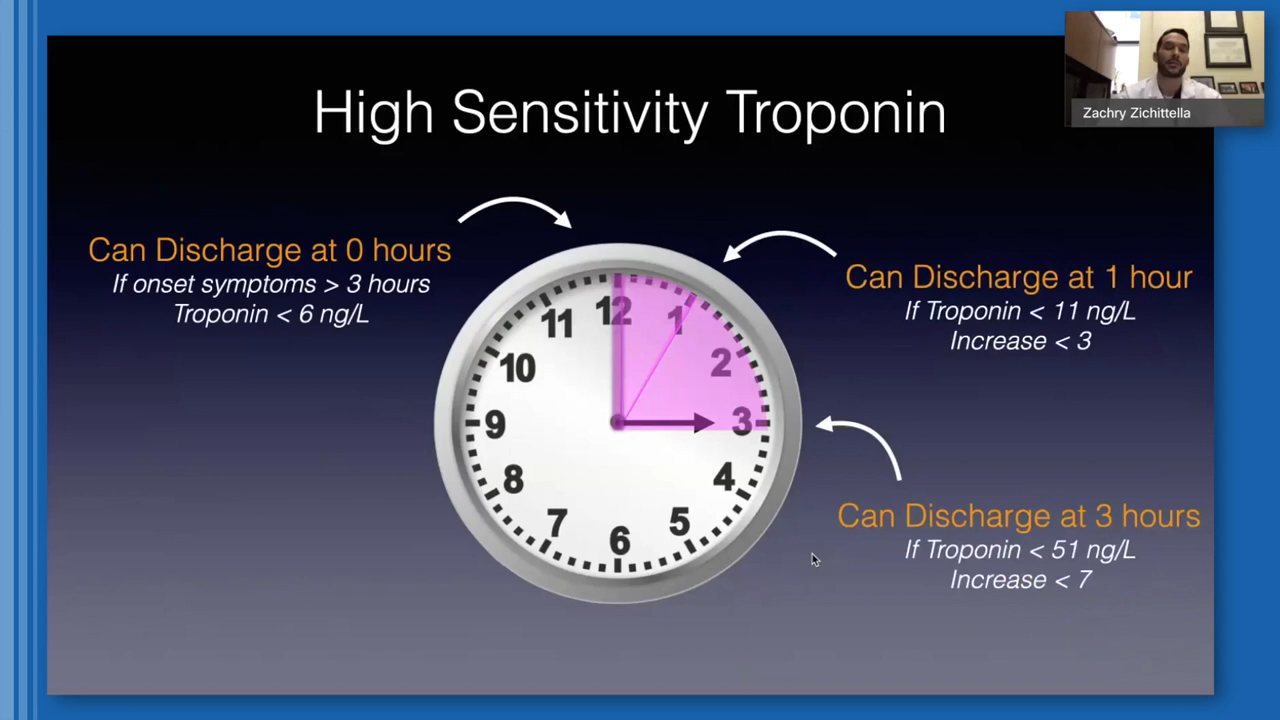 High Sensitivity Troponin
Zachry Zichittella
Can Discharge at 0 hours
If onset symptoms > 3 hours
Troponin < 6 ng/L
Can Discharge at 1 hour
If Troponin < 11 ng/L
Increase < 3
Can Discharge at 3 hours
If Troponin < 51 ng/L
Increase < 7
12
1
2
3
4
5
6
7
8
9
10
11